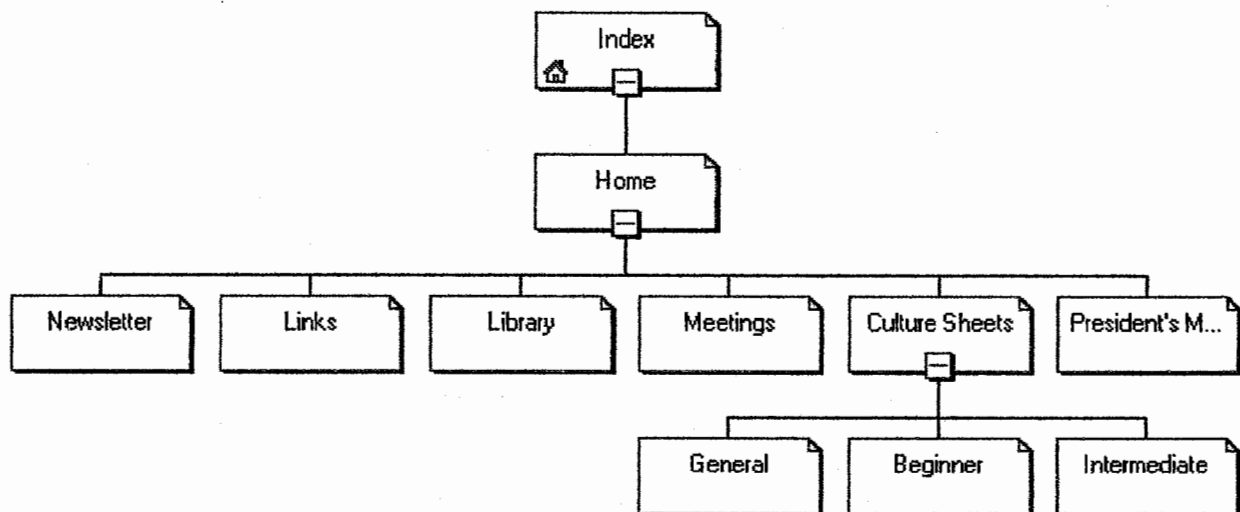 Index
Home
Newsletter
Links
Library
Meetings
Culture Sheets
President's M...
General
Beginner
Intermediate